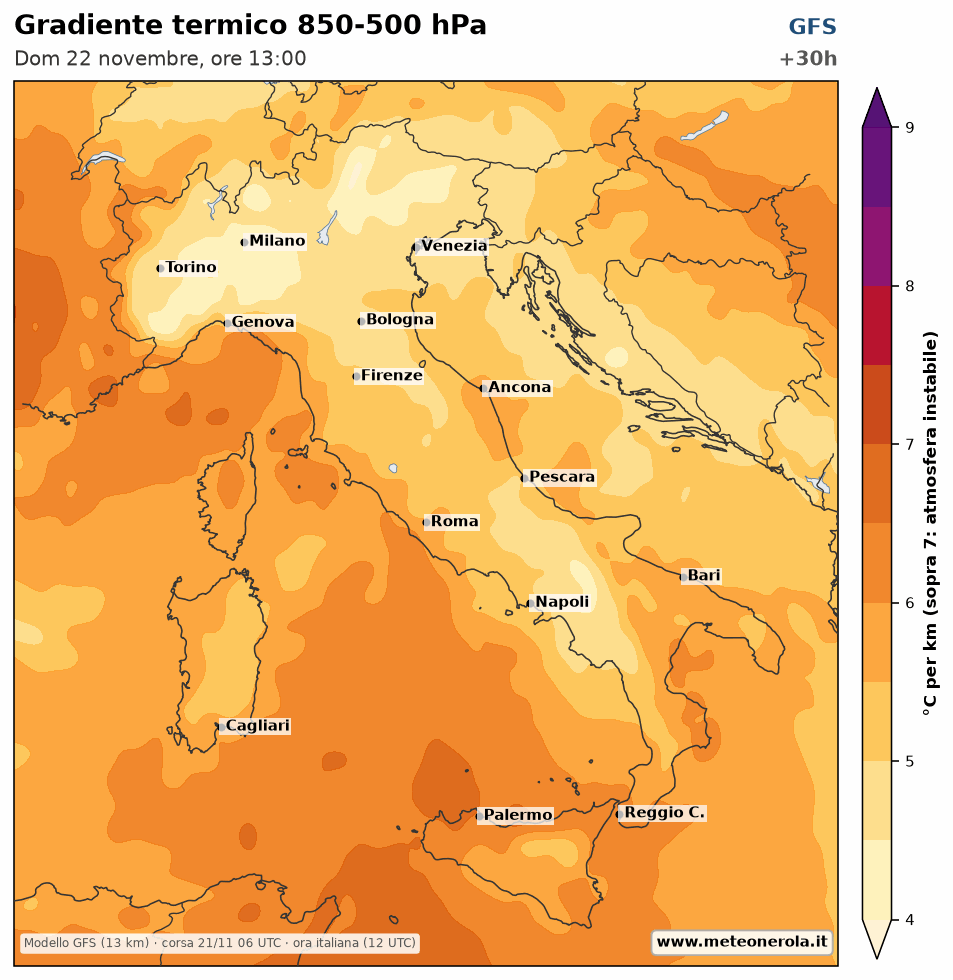 Gradiente termico 850-500 hPa
GFS
Dom 22 novembre, ore 13:00
+30h
Milano
Venezia
Torino
Genova
Bologna
Firenze
Ancona
Pescara
Roma
Bari
Napoli
Cagliari
Palermo
Reggio C.
9
8
7
6
5
4
°C per km (sopra 7: atmosfera instabile)
Modello GFS (13 km) · corsa 21/11 06 UTC · ora italiana (12 UTC)
www.meteonerola.it